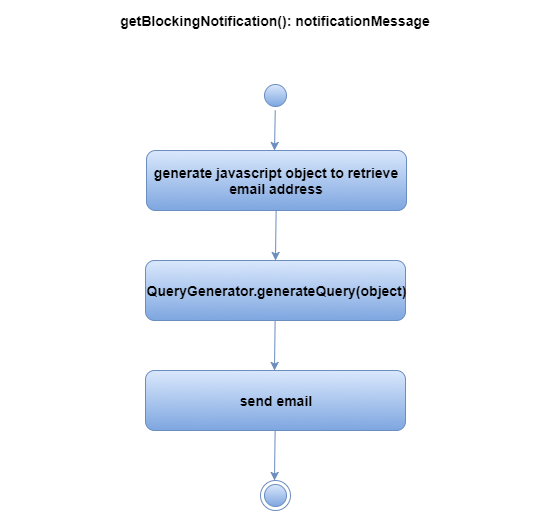 getBlockingNotification(): notificationMessage
generate javascript object to retrieve
email address
QueryGenerator.generateQuery(object)
send email